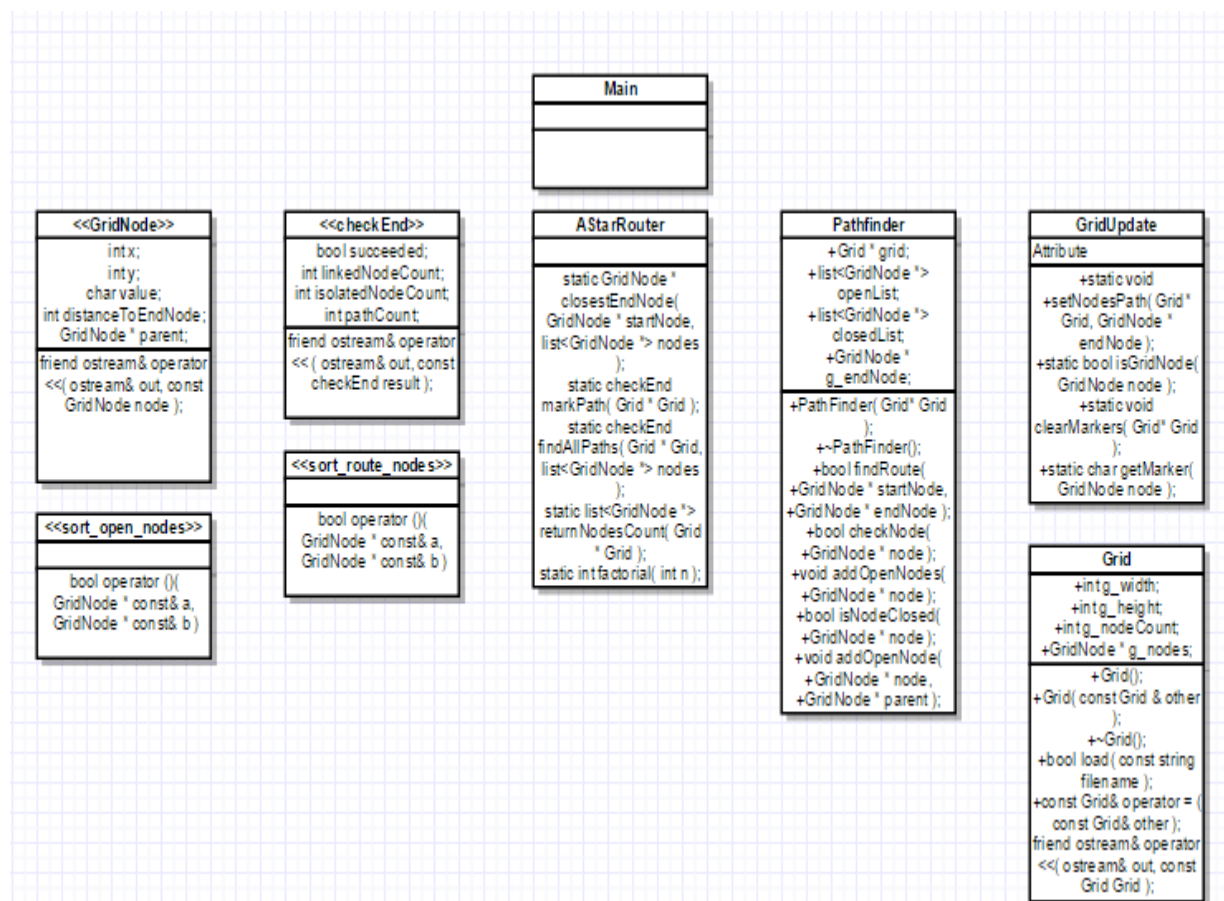 Main
<<GridNode>>
int x;
int y;
char value;
int distanceToEndNode;
GridNode * parent;
friend ostream& operator
<<( ostream& out, const
GridNode node );
<<sort_open_nodes>>
bool operator ()(
GridNode * const& a,
GridNode * const& b )
<<checkEnd>>
bool succeeded;
int linkedNodeCount;
int isolatedNodeCount;
int pathCount;
friend ostream& operator
<< ( ostream& out, const
checkEnd result );
<<sort_route_nodes>>
bool operator ()(
GridNode * const& a,
GridNode * const& b )
AStarRouter
static GridNode *
closestEndNode(
GridNode * startNode,
list<GridNode *> nodes
);
static checkEnd
markPath( Grid * Grid );
static checkEnd
findAllPaths( Grid * Grid,
list<GridNode *> nodes
);
static list<GridNode *>
returnNodesCount( Grid
* Grid );
static int factorial( int n );
Pathfinder
+Grid * grid;
+list<GridNode *>
openList;
+list<GridNode *>
closedList;
+GridNode *
g_endNode;
+PathFinder( Grid* Grid
);
+~PathFinder();
+bool findRoute(
+GridNode * startNode,
+GridNode * endNode );
+bool checkNode(
+GridNode * node );
+void addOpenNodes(
+GridNode * node );
+bool isNodeClosed(
+GridNode * node );
+void addOpenNode(
+GridNode * node,
+GridNode * parent );
GridUpdate
Attribute
+static void
+setNodesPath( Grid*
Grid, GridNode *
endNode );
+static bool isGridNode(
GridNode node );
+static void
clearMarkers( Grid* Grid
);
+static char getMarker(
GridNode node );
Grid
+int g_width;
+int g_height;
+int g_nodeCount;
+GridNode * g_nodes;
+Grid();
+Grid( const Grid & other
);
+~Grid();
+bool load( const string
filename );
+const Grid& operator = (
const Grid& other );
friend ostream& operator
<<( ostream& out, const
Grid Grid );